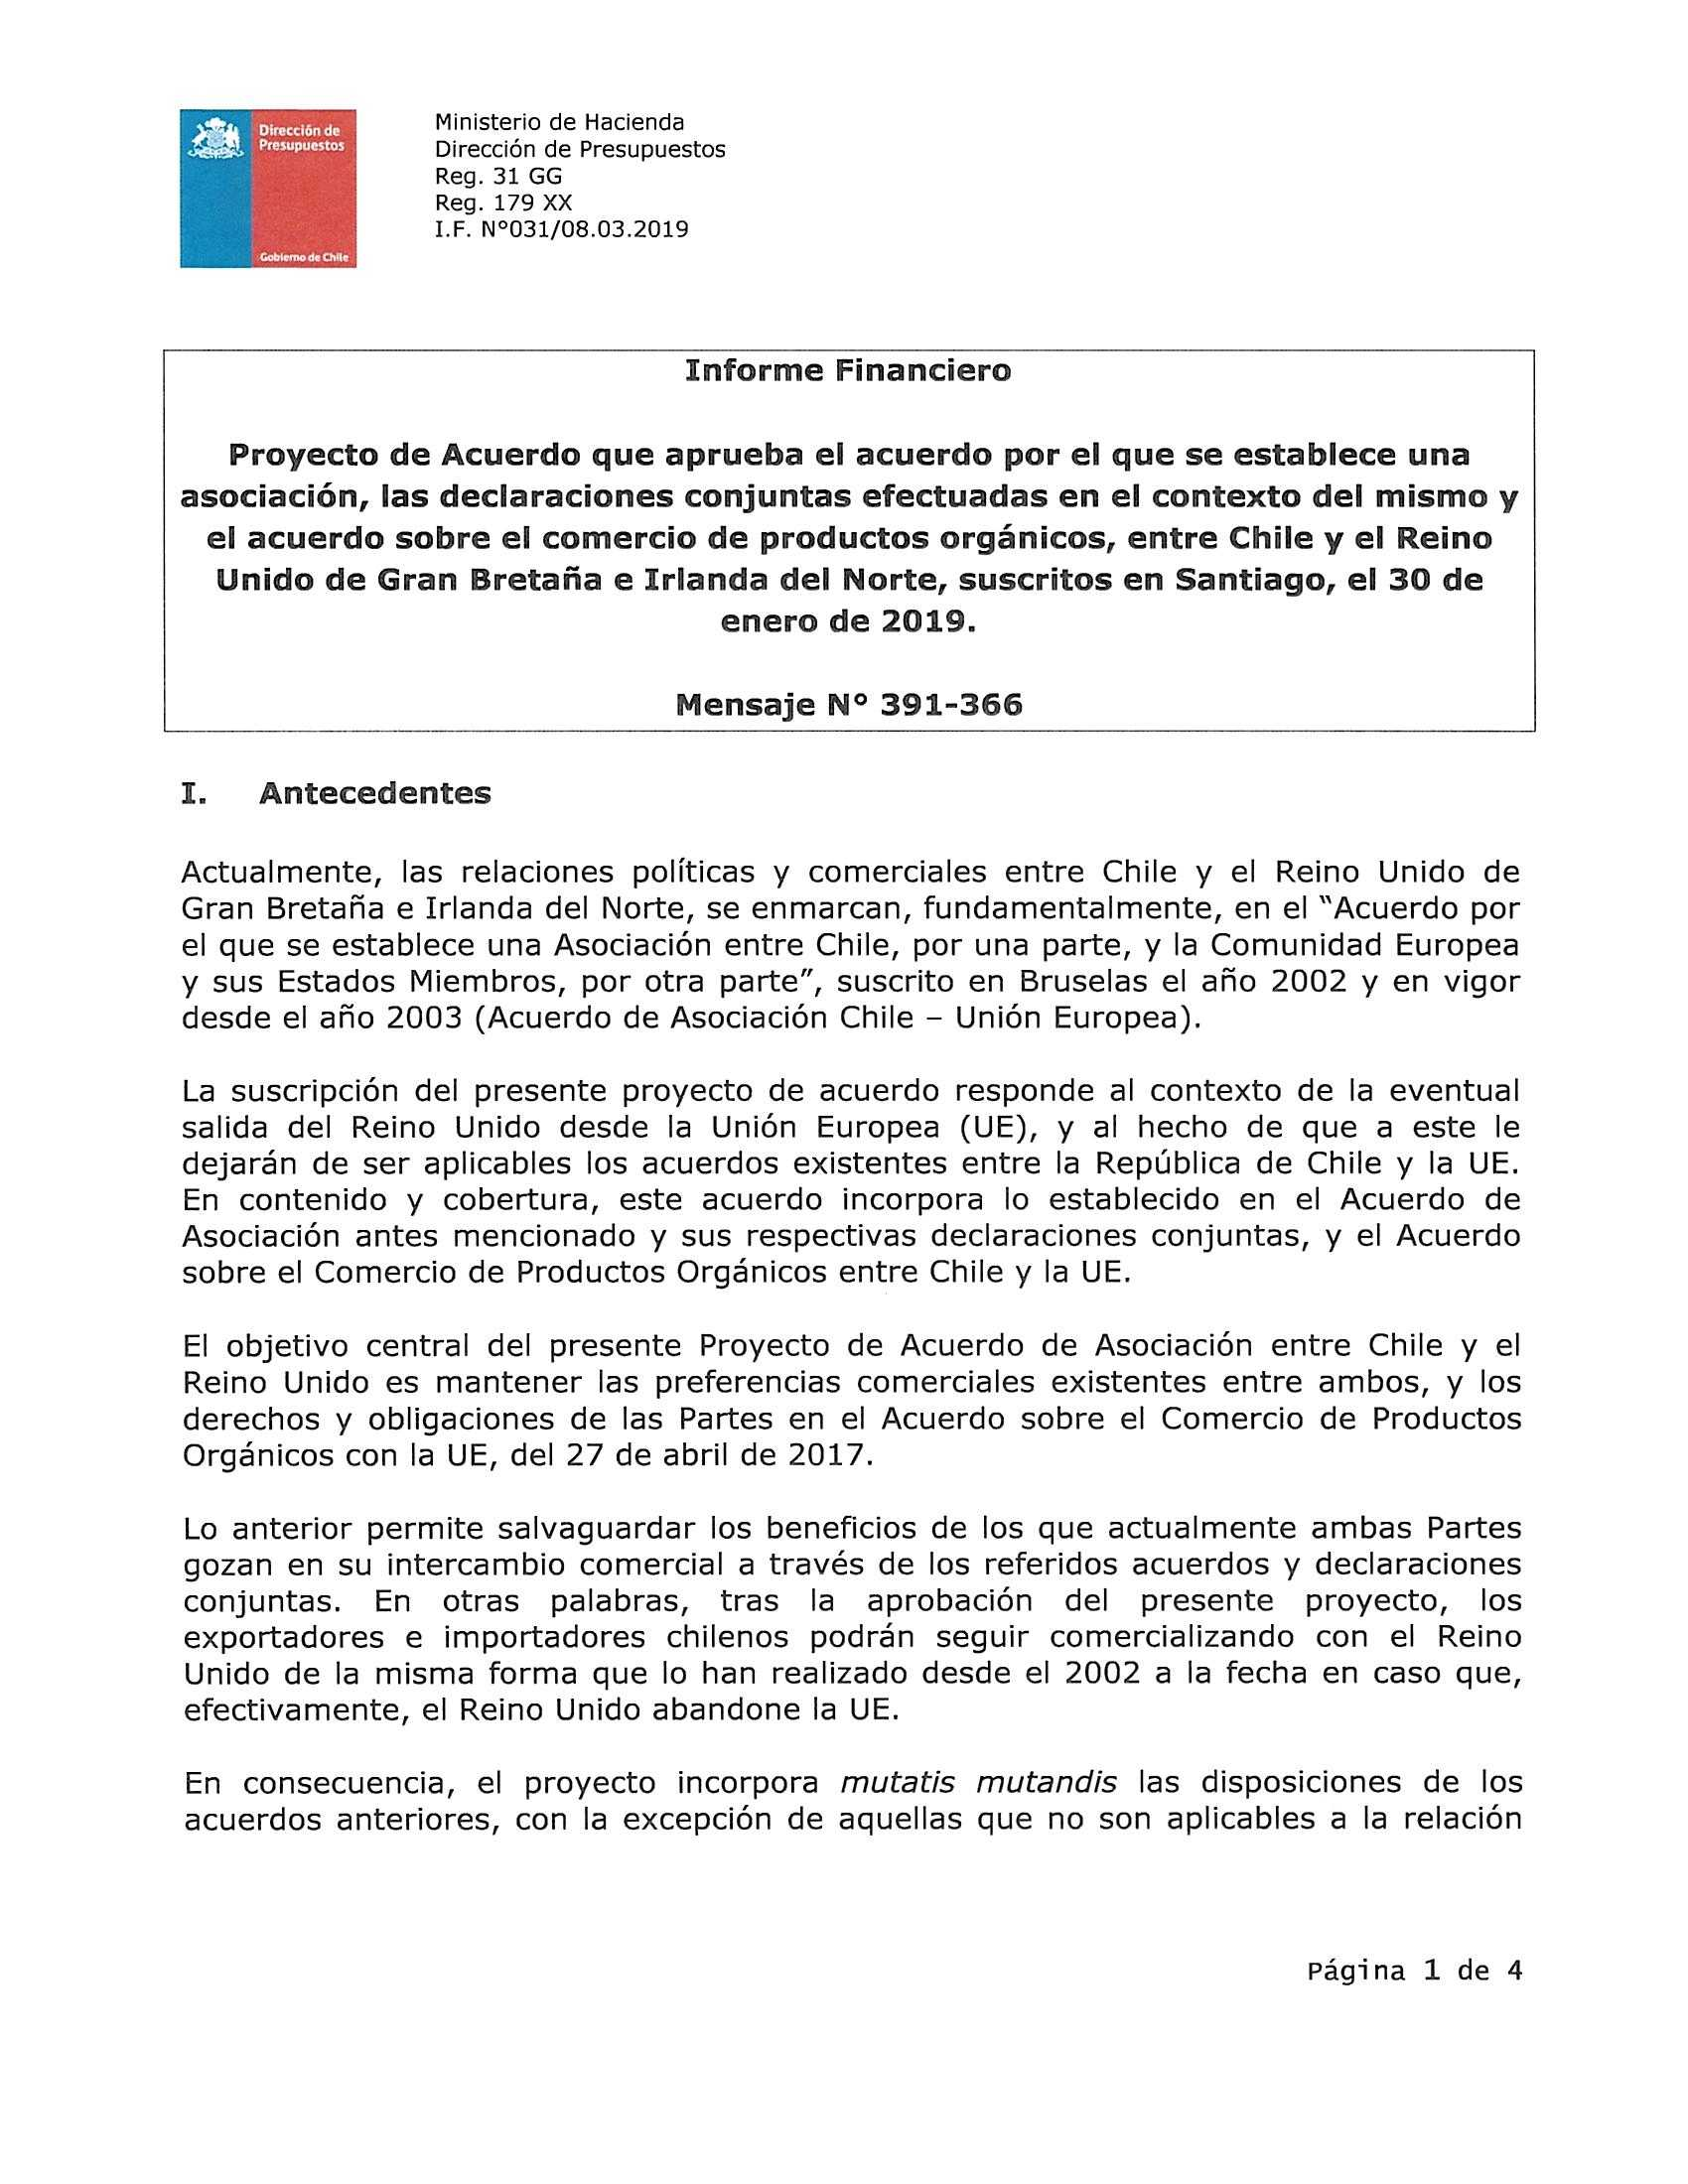 Dirección de
Presupuestos
Gobierno de Chile
Ministerio de Hacienda
Dirección de Presupuestos
Reg. 31 GG
Reg. 179 XX
I.F. N°031/08.03.2019
Informe Financiero
Proyecto de Acuerdo que aprueba el acuerdo por el que se establece una
asociación, las declaraciones conjuntas efectuadas en el contexto del mismo y
el acuerdo sobre el comercio de productos orgánicos, entre Chile y el Reino
Unido de Gran Bretaña e Irlanda del Norte, suscritos en Santiago, el 30 de
enero de 2019.
Mensaje N° 391-366
I. Antecedentes
Actualmente, las relaciones políticas y comerciales entre Chile y el Reino Unido de
Gran Bretaña e Irlanda del Norte, se enmarcan, fundamentalmente, en el "Acuerdo por
el que se establece una Asociación entre Chile, por una parte, y la Comunidad Europea
y sus Estados Miembros, por otra parte", suscrito en Bruselas el año 2002 y en vigor
desde el año 2003 (Acuerdo de Asociación Chile – Unión Europea).
La suscripción del presente proyecto de acuerdo responde al contexto de la eventual
salida del Reino Unido desde la Unión Europea (UE), y al hecho de que a este le
dejarán de ser aplicables los acuerdos existentes entre la República de Chile y la UE.
En contenido y cobertura, este acuerdo incorpora lo establecido en el Acuerdo de
Asociación antes mencionado y sus respectivas declaraciones conjuntas, y el Acuerdo
sobre el Comercio de Productos Orgánicos entre Chile y la UE.
El objetivo central del presente Proyecto de Acuerdo de Asociación entre Chile y el
Reino Unido es mantener las preferencias comerciales existentes entre ambos, y los
derechos y obligaciones de las Partes en el Acuerdo sobre el Comercio de Productos
Orgánicos con la UE, del 27 de abril de 2017.
Lo anterior permite salvaguardar los beneficios de los que actualmente ambas Partes
gozan en su intercambio comercial a través de los referidos acuerdos y declaraciones
conjuntas. En otras palabras, tras la aprobación del presente proyecto, los
exportadores e importadores chilenos podrán seguir comercializando con el Reino
Unido de la misma forma que lo han realizado desde el 2002 a la fecha en caso que,
efectivamente, el Reino Unido abandone la UE.
En consecuencia, el proyecto incorpora mutatis mutandis las disposiciones de los
acuerdos anteriores, con la excepción de aquellas que no son aplicables a la relación
Página 1 de 4